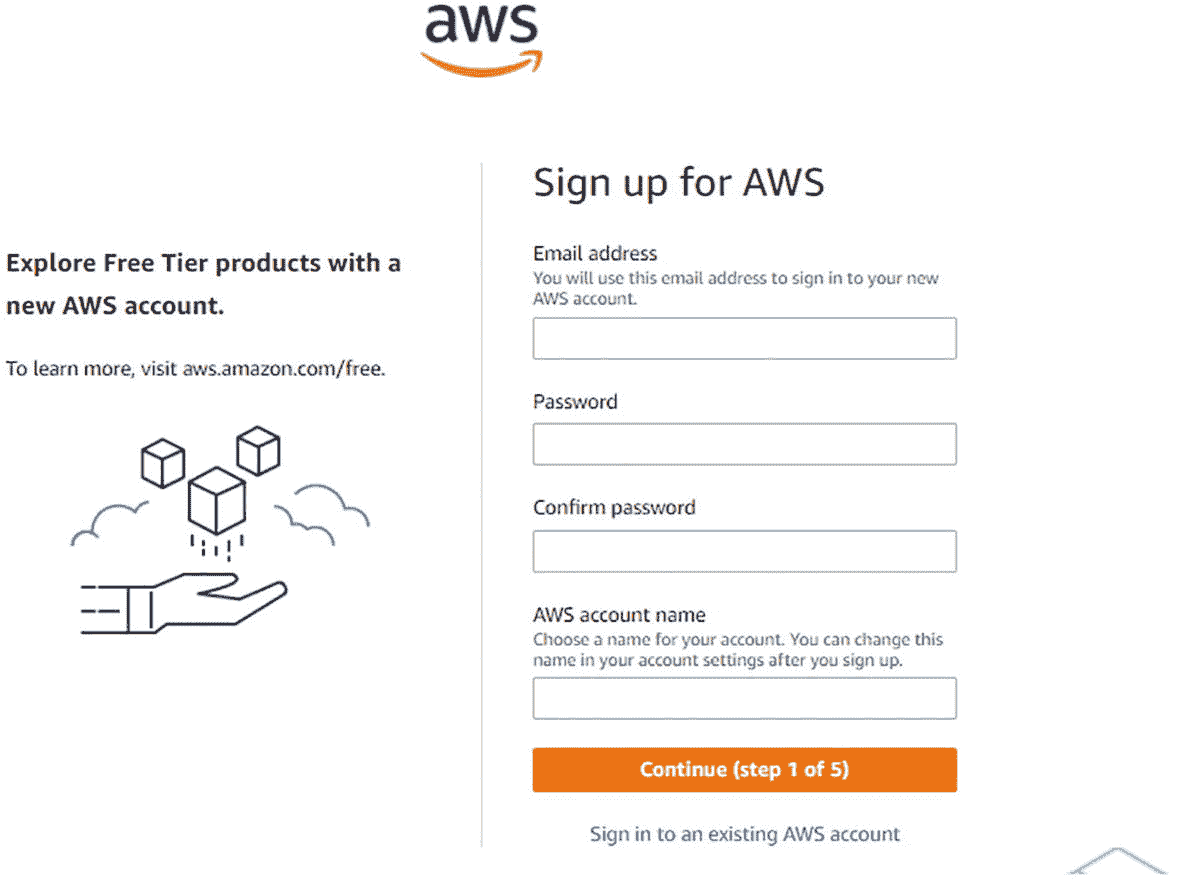 aws
Explore Free Tier products with a
new AWS account.
To learn more, visit aws.amazon.com/free.
Sign up for AWS
Email address
You will use this email address to sign in to your new
AWS account.
Password
Confirm password
AWS account name
Choose a name for your account. You can change this
name in your account settings after you sign up.
Continue (step 1 of 5)
Sign in to an existing AWS account